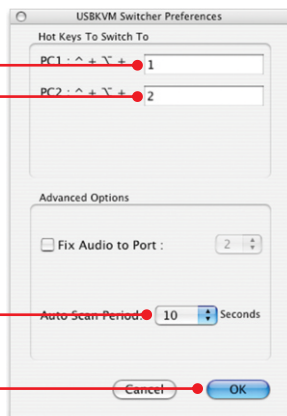 USBKVM Switcher Preferences
Hot Keys To Switch To
PC1 : ^ + ⌥ + 1
PC2 : ^ + ⌥ + 2
Advanced Options
Fix Audio to Port : 2
Auto Scan Period: 10 Seconds
Cancel OK